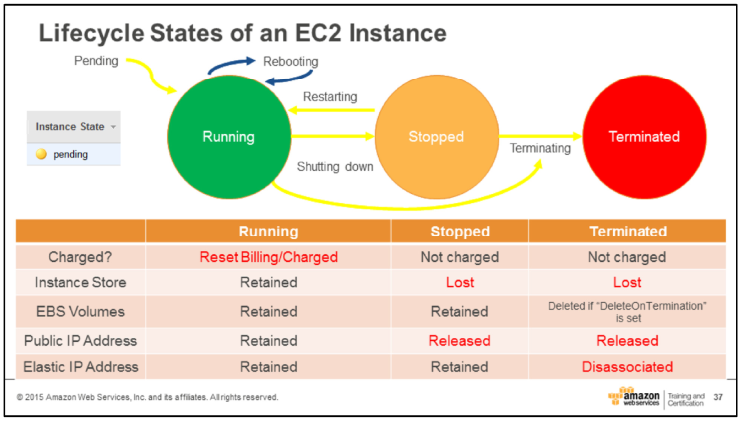 Lifecycle States of an EC2 Instance
Pending
Rebooting
Restarting
Instance State
pending
Running
Stopped
Terminated
Shutting down
Terminating
Running Stopped Terminated
Charged? Reset Billing/Charged Not charged Not charged
Instance Store Retained Lost Lost
EBS Volumes Retained Retained Deleted if “DeleteOnTermination”
is set
Public IP Address Retained Released Released
Elastic IP Address Retained Retained Disassociated
© 2015 Amazon Web Services, Inc. and its affiliates. All rights reserved.
amazon
webservices
Training and
Certification
37